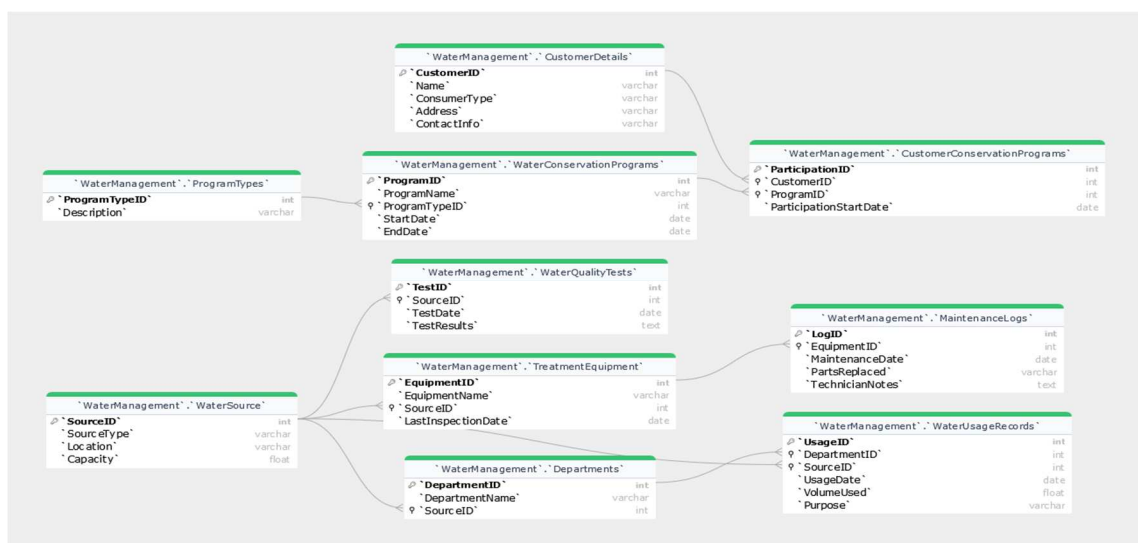 `WaterManagement`.`CustomerDetails`
`CustomerID` int
`Name` varchar
`ConsumerType` varchar
`Address` varchar
`ContactInfo` varchar
`WaterManagement`.`CustomerConservationPrograms`
`ParticipationID` int
`CustomerID` int
`ProgramID` int
`ParticipationStartDate` date
`WaterManagement`.`WaterConservationPrograms`
`ProgramID` int
`ProgramName` varchar
`ProgramTypeID` int
`StartDate` date
`EndDate` date
`WaterManagement`.`ProgramTypes`
`ProgramTypeID` int
`Description` varchar
`WaterManagement`.`WaterQualityTests`
`TestID` int
`SourceID` int
`TestDate` date
`TestResults` text
`WaterManagement`.`MaintenanceLogs`
`LogID` int
`EquipmentID` int
`MaintenanceDate` date
`PartsReplaced` varchar
`TechnicianNotes` text
`WaterManagement`.`TreatmentEquipment`
`EquipmentID` int
`EquipmentName` varchar
`SourceID` int
`LastInspectionDate` date
`WaterManagement`.`WaterSource`
`SourceID` int
`SourceType` varchar
`Location` varchar
`Capacity` float
`WaterManagement`.`WaterUsageRecords`
`UsageID` int
`DepartmentID` int
`SourceID` int
`UsageDate` date
`VolumeUsed` float
`Purpose` varchar
`WaterManagement`.`Departments`
`DepartmentID` int
`DepartmentName` varchar
`SourceID` int